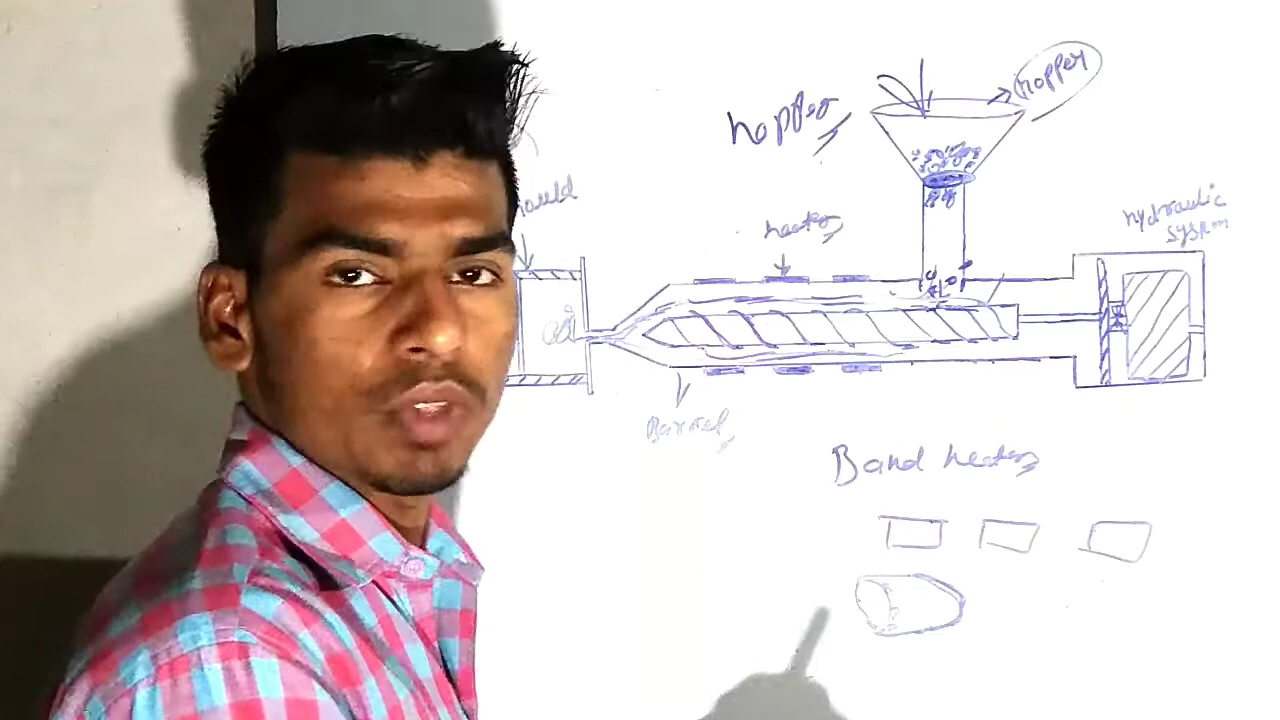 hopper
hopper
mould
heater
hydraulic
system
Barrel
Band heater